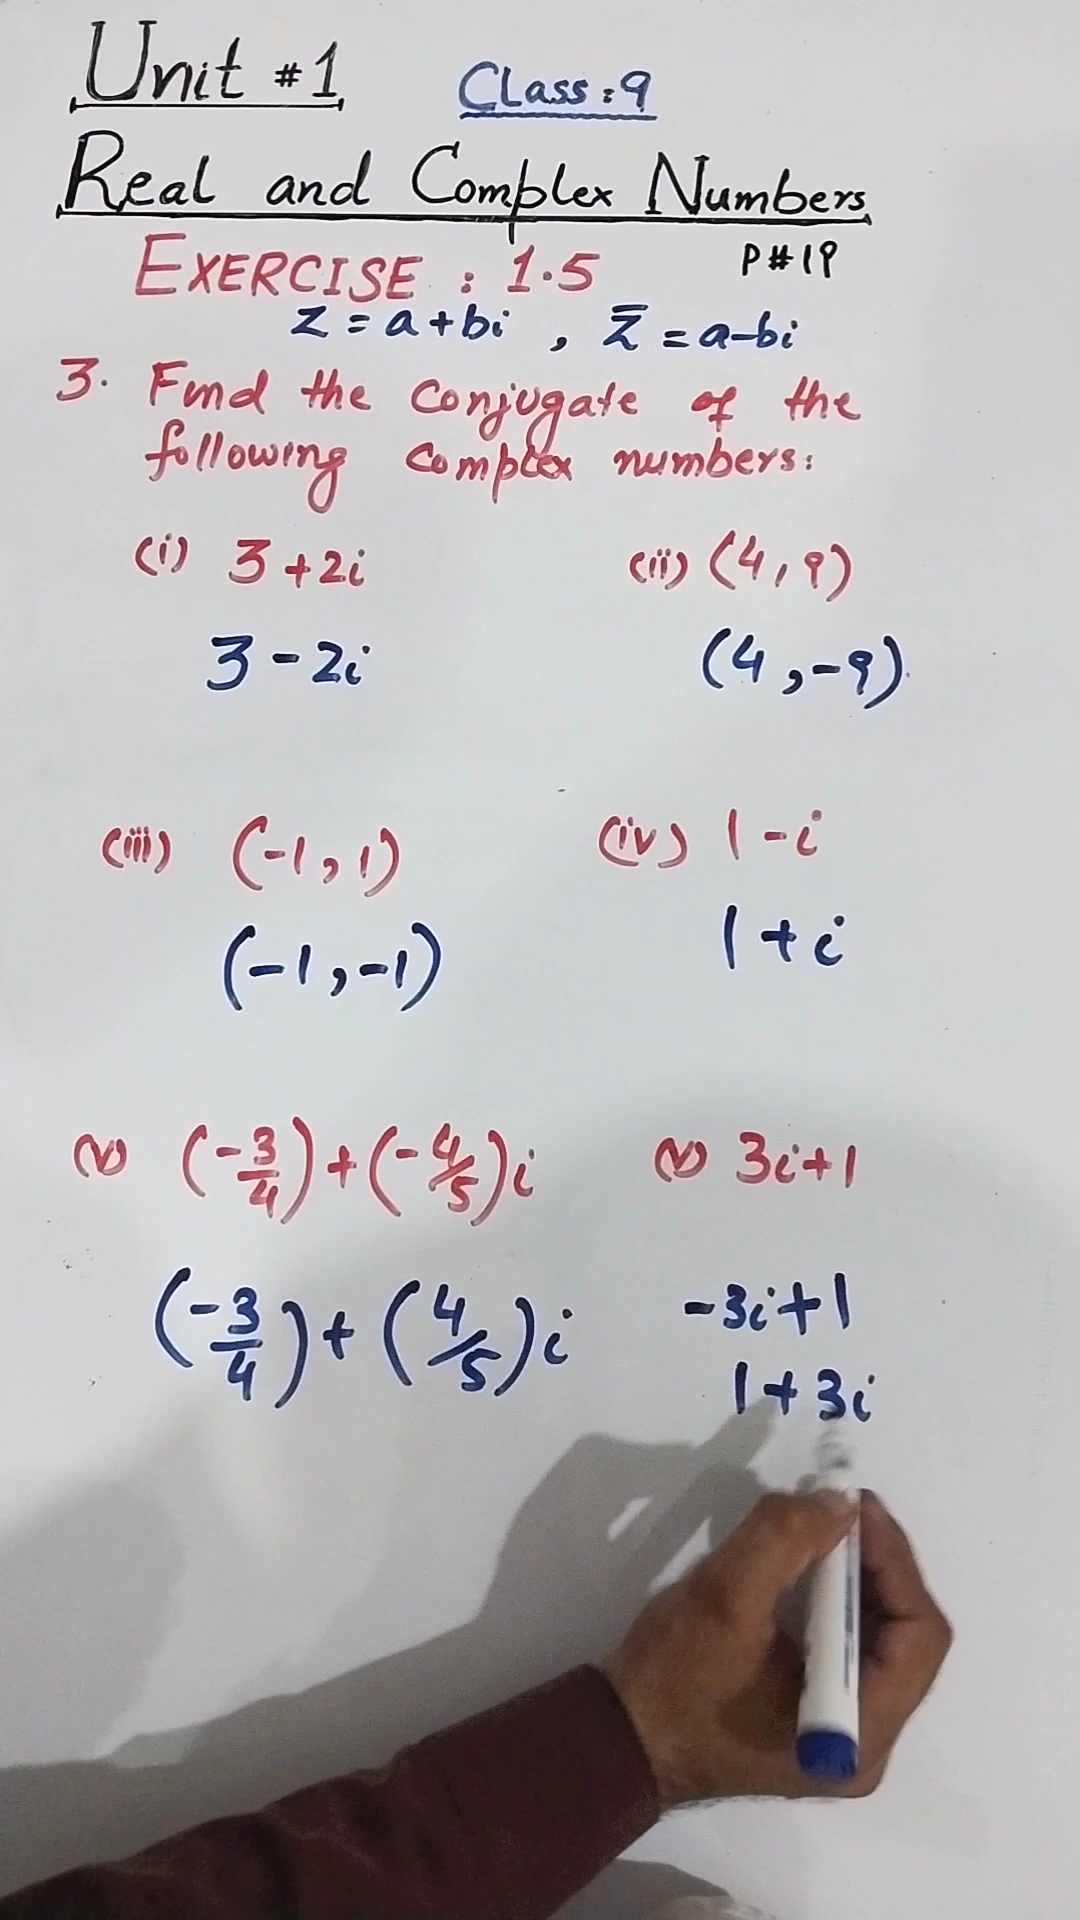 Unit #1
Class:9
Real and Complex Numbers
EXERCISE : 1.5
P#19
z = a+bi , z̅ = a-bi
3. Find the conjugate of the
following complex numbers:
(i) 3+2i (ii) (4,9)
3-2i (4,-9)
(iii) (-1,1) (iv) 1-i
(-1,-1) 1+i
(v) (-3/4)+(-4/5)i (v) 3i+1
(-3/4)+(4/5)i -3i+1
1+3i